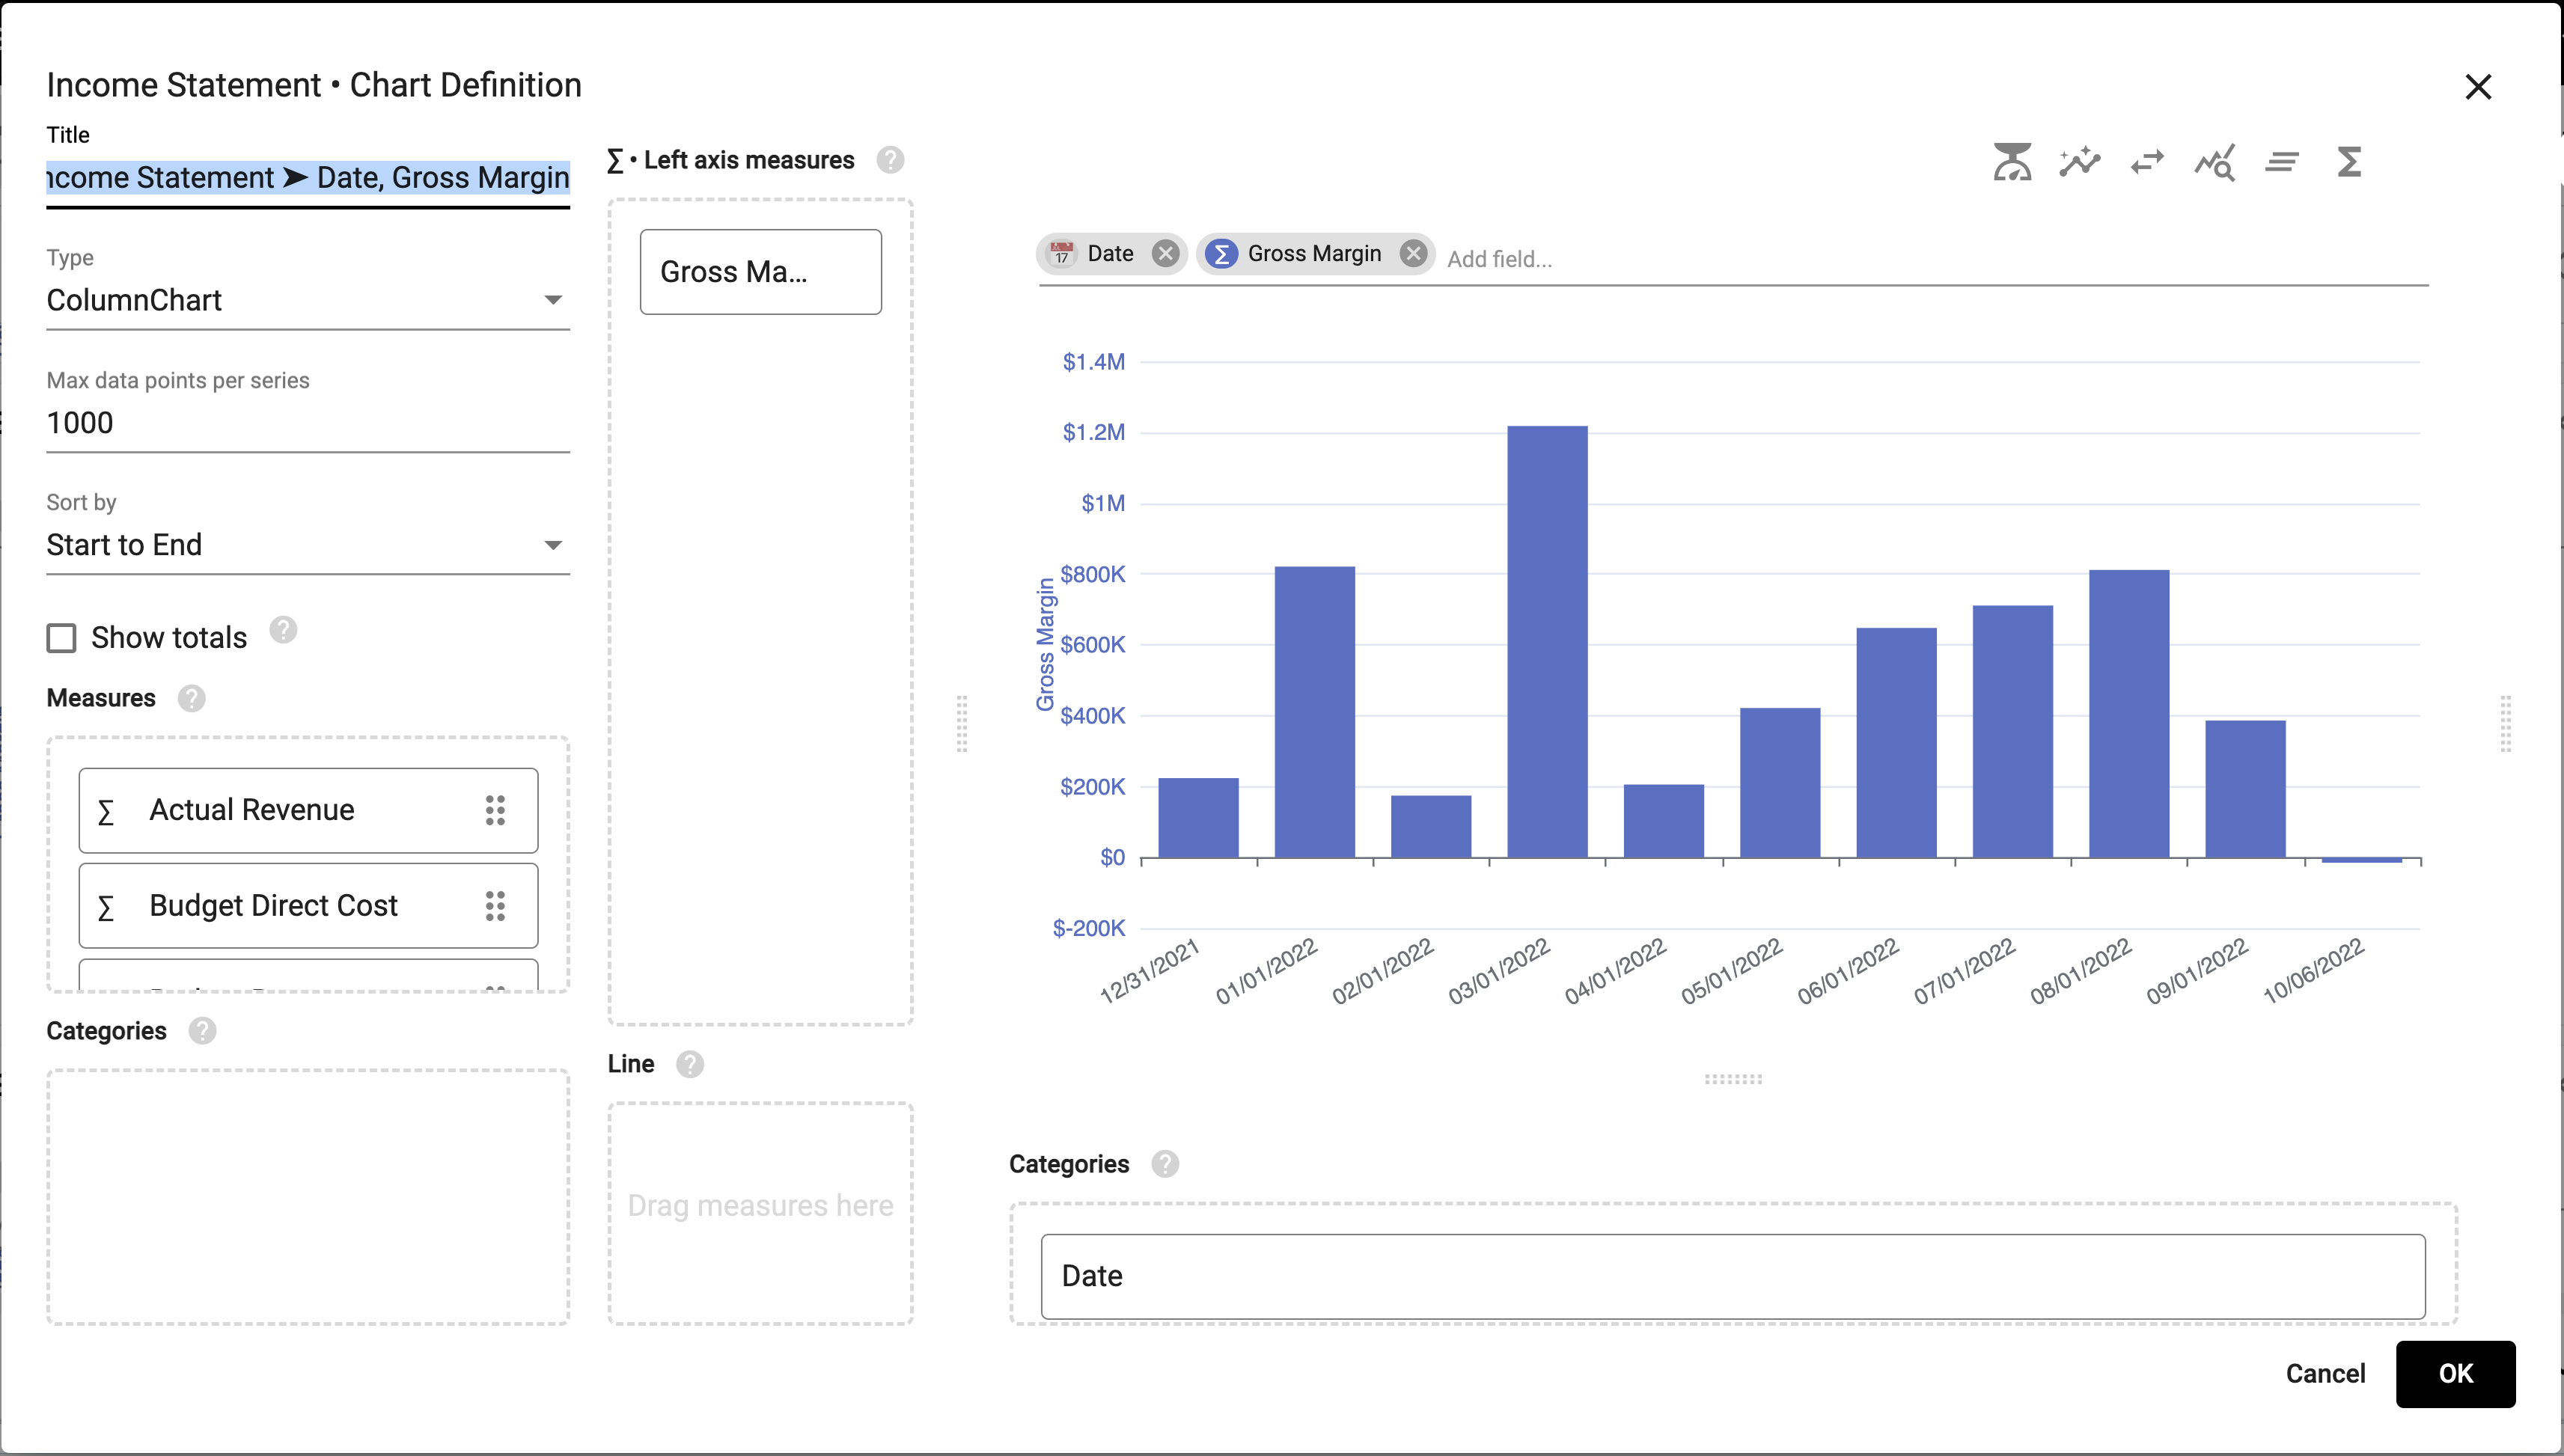 Income Statement • Chart Definition
Title
ncome Statement ➤ Date, Gross Margin
Type
ColumnChart
Max data points per series
1000
Sort by
Start to End
Show totals ?
Measures ?
Σ Actual Revenue
Σ Budget Direct Cost
Categories ?
Σ • Left axis measures ?
Gross Ma...
Line ?
Drag measures here
17 Date
Σ Gross Margin
Add field...
Σ
Gross Margin
$1.4M
$1.2M
$1M
$800K
$600K
$400K
$200K
$0
$-200K
12/31/2021
01/01/2022
02/01/2022
03/01/2022
04/01/2022
05/01/2022
06/01/2022
07/01/2022
08/01/2022
09/01/2022
10/06/2022
Categories ?
Date
Cancel
OK